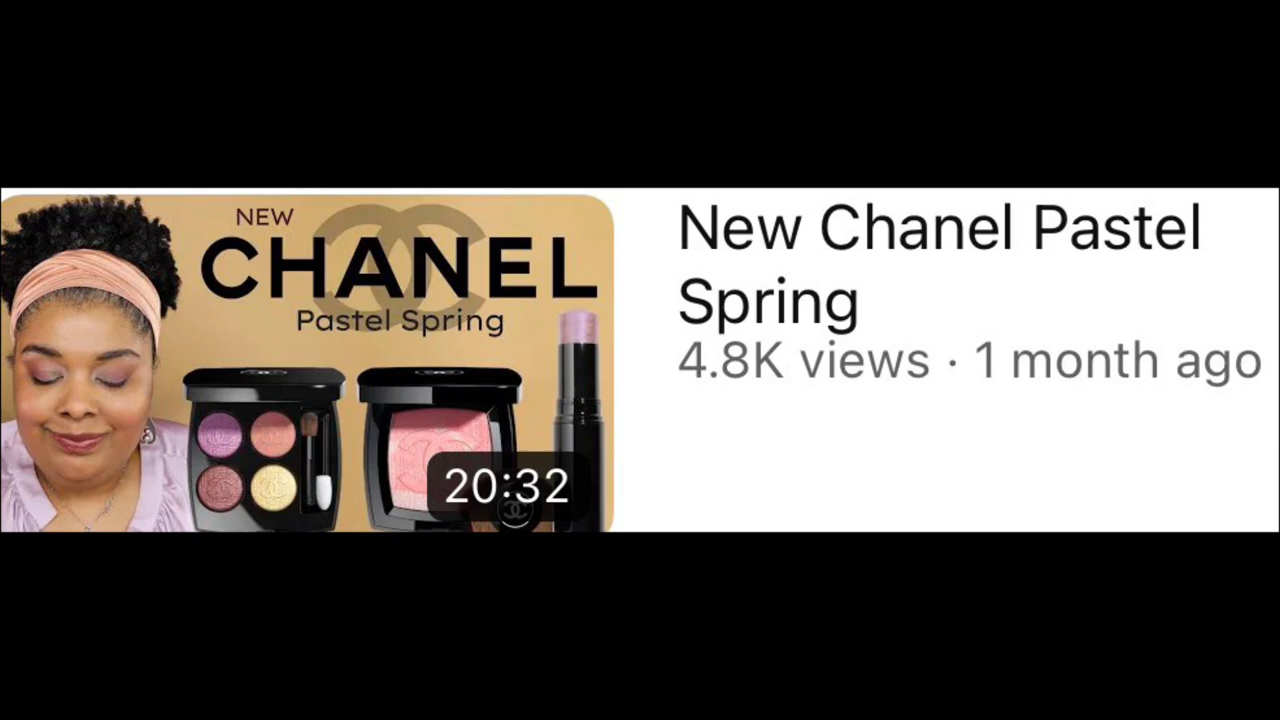 NEW
CHANEL
Pastel Spring
20:32
New Chanel Pastel
Spring
4.8K views · 1 month ago